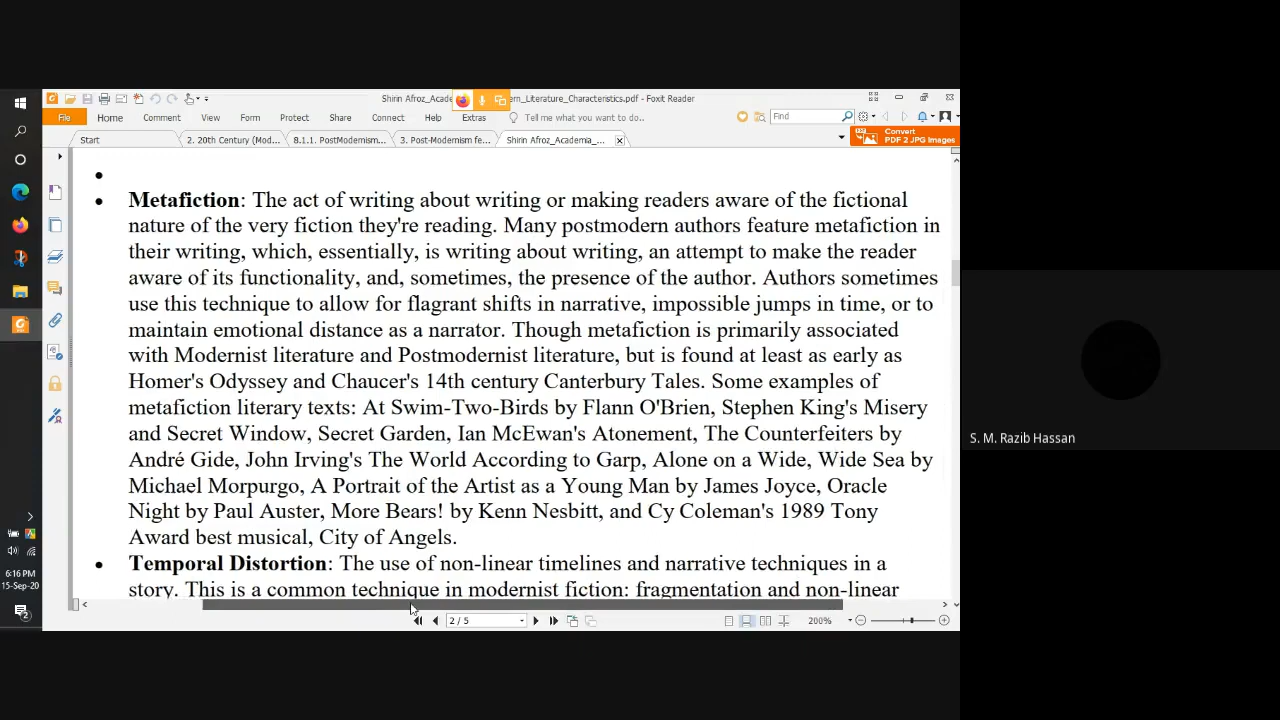 Shirin Afroz_Acade
ern_Literature_Characteristics.pdf - Foxit Reader
File Home Comment View Form Protect Share Connect Help Extras Tell me what you want to do.. Find
Convert
PDF 2 JPG Images
Start 2. 20th Century (Mod... 8.1.1. PostModernism... 3. Post-Modernism fe... Shirin Afroz_Academia_...
• Metafiction: The act of writing about writing or making readers aware of the fictional
nature of the very fiction they're reading. Many postmodern authors feature metafiction in
their writing, which, essentially, is writing about writing, an attempt to make the reader
aware of its functionality, and, sometimes, the presence of the author. Authors sometimes
use this technique to allow for flagrant shifts in narrative, impossible jumps in time, or to
maintain emotional distance as a narrator. Though metafiction is primarily associated
with Modernist literature and Postmodernist literature, but is found at least as early as
Homer's Odyssey and Chaucer's 14th century Canterbury Tales. Some examples of
metafiction literary texts: At Swim-Two-Birds by Flann O'Brien, Stephen King's Misery
and Secret Window, Secret Garden, Ian McEwan's Atonement, The Counterfeiters by
André Gide, John Irving's The World According to Garp, Alone on a Wide, Wide Sea by
Michael Morpurgo, A Portrait of the Artist as a Young Man by James Joyce, Oracle
Night by Paul Auster, More Bears! by Kenn Nesbitt, and Cy Coleman's 1989 Tony
Award best musical, City of Angels.
• Temporal Distortion: The use of non-linear timelines and narrative techniques in a
story. This is a common technique in modernist fiction: fragmentation and non-linear
2 / 5
200%
6:16 PM
15-Sep-20
2
S. M. Razib Hassan